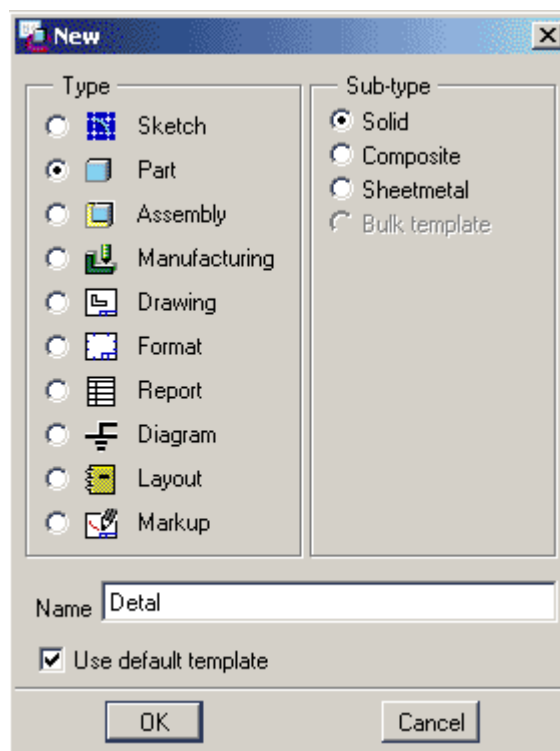 New
Type
Sketch
Part
Assembly
Manufacturing
Drawing
Format
Report
Diagram
Layout
Markup
Sub-type
Solid
Composite
Sheetmetal
Bulk template
Name Detal
Use default template
OK Cancel